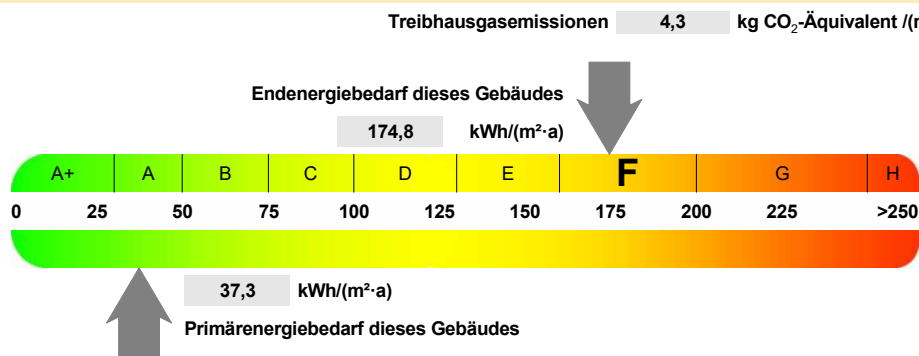 Treibhausgasemissionen 4,3 kg CO₂-Äquivalent /(m
Endenergiebedarf dieses Gebäudes
174,8 kWh/(m²·a)
A+ A B C D E F G H
0 25 50 75 100 125 150 175 200 225 >250
37,3 kWh/(m²·a)
Primärenergiebedarf dieses Gebäudes